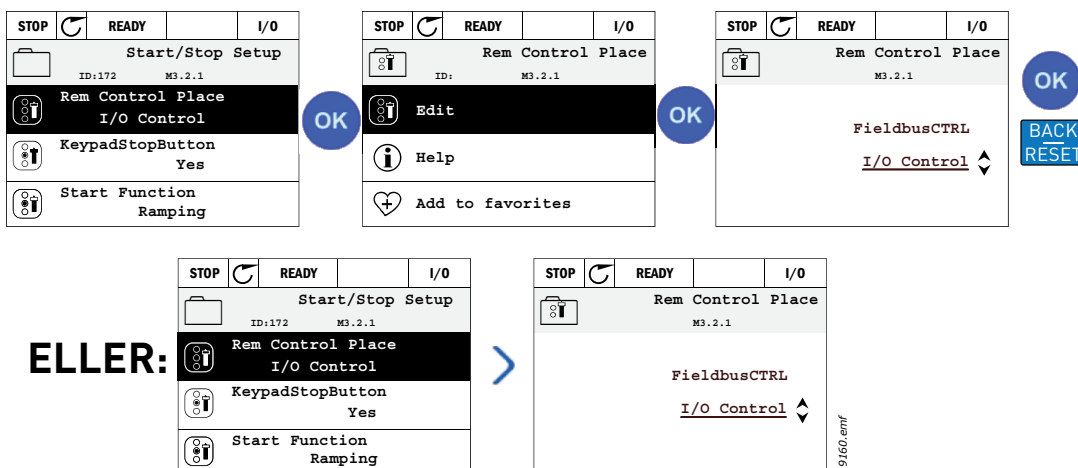 STOP READY I/O
Start/Stop Setup
ID:172 M3.2.1
Rem Control Place
I/O Control
KeypadStopButton
Yes
Start Function
Ramping
OK
STOP READY I/O
Rem Control Place
ID: M3.2.1
Edit
Help
Add to favorites
OK
STOP READY I/O
Rem Control Place
M3.2.1
FieldbusCTRL
I/O Control
OK
BACK
RESET
ELLER:
STOP READY I/O
Start/Stop Setup
ID:172 M3.2.1
Rem Control Place
I/O Control
KeypadStopButton
Yes
Start Function
Ramping
STOP READY I/O
Rem Control Place
M3.2.1
FieldbusCTRL
I/O Control
9160.emf